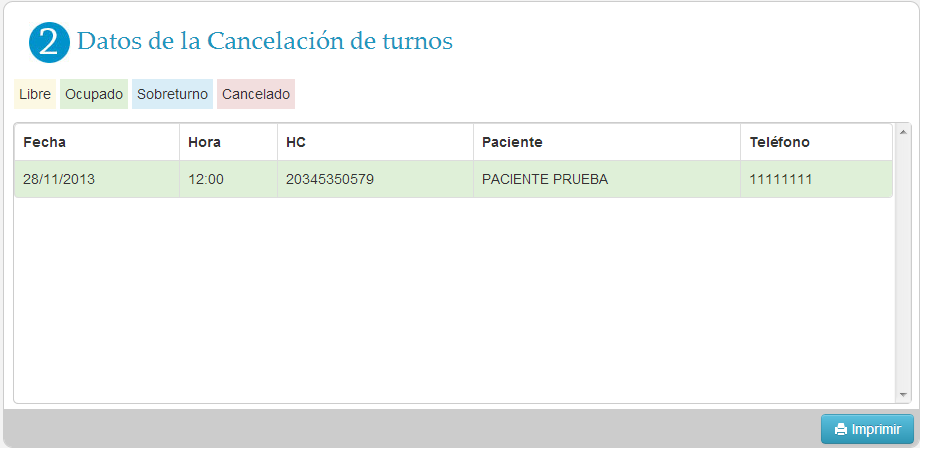 2 Datos de la Cancelación de turnos
Libre Ocupado Sobreturno Cancelado
Fecha Hora HC Paciente Teléfono
28/11/2013 12:00 20345350579 PACIENTE PRUEBA 11111111
Imprimir